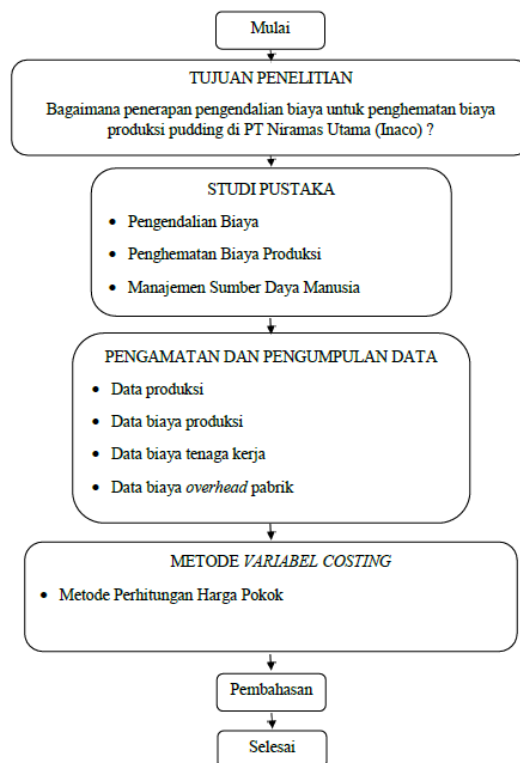 Mulai
TUJUAN PENELITIAN
Bagaimana penerapan pengendalian biaya untuk penghematan biaya
produksi pudding di PT Niramas Utama (Inaco) ?
STUDI PUSTAKA
• Pengendalian Biaya
• Penghematan Biaya Produksi
• Manajemen Sumber Daya Manusia
PENGAMATAN DAN PENGUMPULAN DATA
• Data produksi
• Data biaya produksi
• Data biaya tenaga kerja
• Data biaya overhead pabrik
METODE VARIABEL COSTING
• Metode Perhitungan Harga Pokok
Pembahasan
Selesai